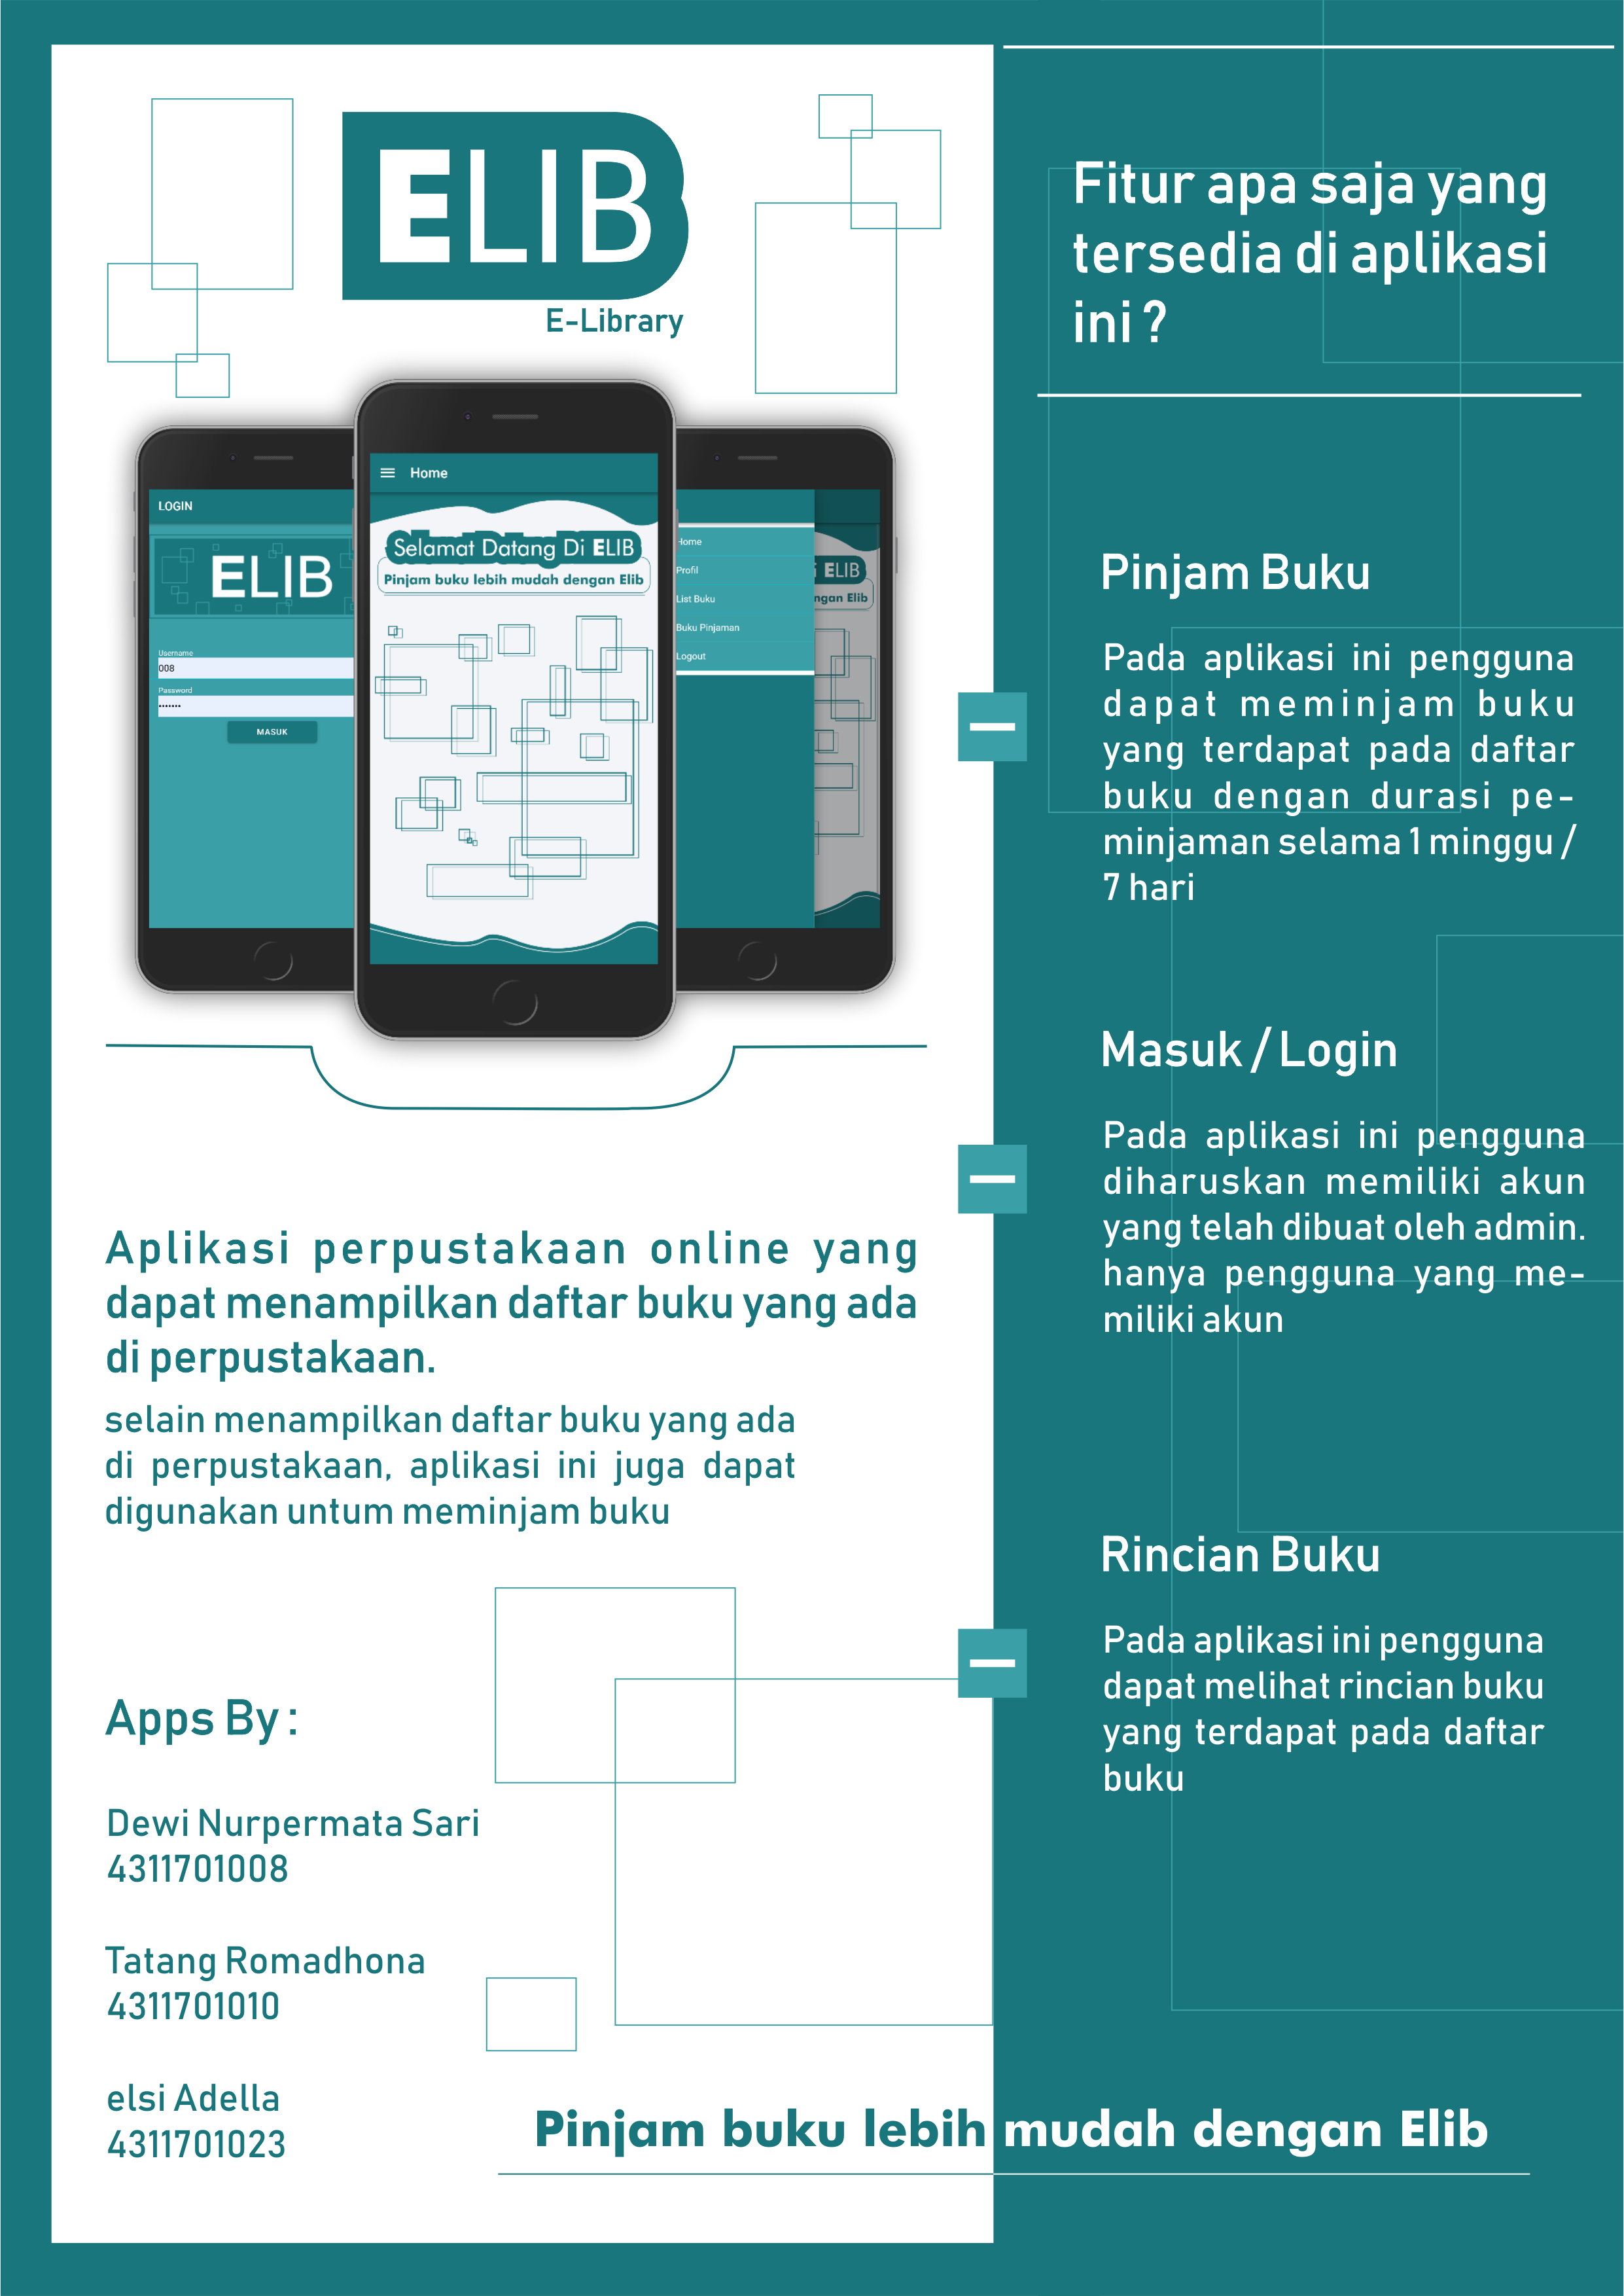 ELIB
E-Library
LOGIN
ELIB
Username
008
Password
•••••••
MASUK
Home
Selamat Datang Di ELIB
Pinjam buku lebih mudah dengan Elib
Home
Profil
List Buku
Buku Pinjaman
Logout
ELIB
ngan Elib
Aplikasi perpustakaan online yang
dapat menampilkan daftar buku yang ada
di perpustakaan.
selain menampilkan daftar buku yang ada
di perpustakaan, aplikasi ini juga dapat
digunakan untum meminjam buku
Apps By :
Dewi Nurpermata Sari
4311701008
Tatang Romadhona
4311701010
elsi Adella
4311701023
Fitur apa saja yang
tersedia di aplikasi
ini ?
Pinjam Buku
Pada aplikasi ini pengguna
dapat meminjam buku
yang terdapat pada daftar
buku dengan durasi pe-
minjaman selama 1 minggu /
7 hari
Masuk / Login
Pada aplikasi ini pengguna
diharuskan memiliki akun
yang telah dibuat oleh admin.
hanya pengguna yang me-
miliki akun
Rincian Buku
Pada aplikasi ini pengguna
dapat melihat rincian buku
yang terdapat pada daftar
buku
Pinjam buku lebih mudah dengan Elib